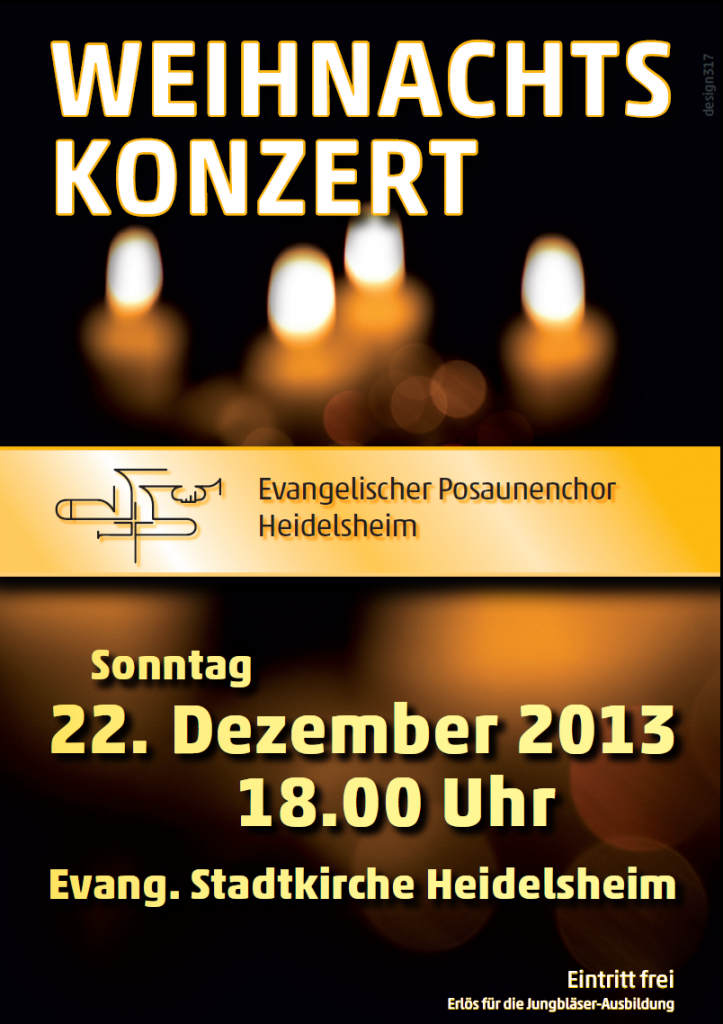 WEIHNACHTS
KONZERT
design317
Evangelischer Posaunenchor
Heidelsheim
Sonntag
22. Dezember 2013
18.00 Uhr
Evang. Stadtkirche Heidelsheim
Eintritt frei
Erlös für die Jungbläser-Ausbildung